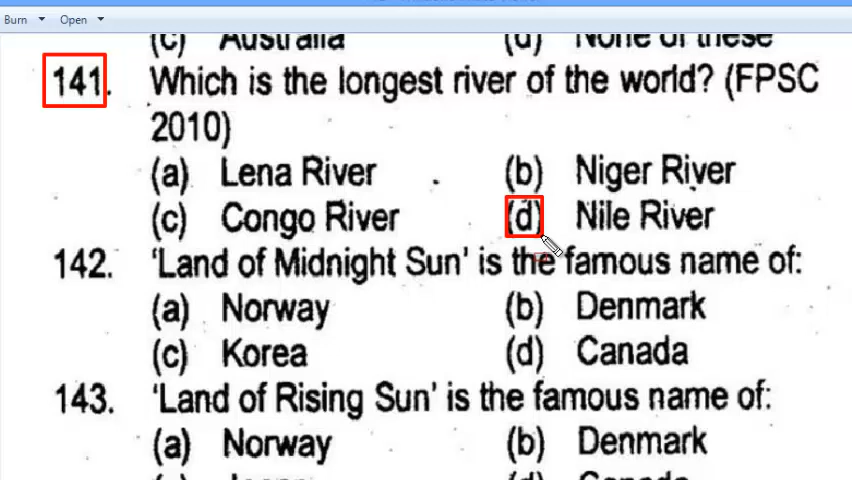 Burn Open
(c) Australia (d) None of these
141. Which is the longest river of the world? (FPSC
2010)
(a) Lena River (b) Niger River
(c) Congo River (d) Nile River
142. 'Land of Midnight Sun' is the famous name of:
(a) Norway (b) Denmark
(c) Korea (d) Canada
143. 'Land of Rising Sun' is the famous name of:
(a) Norway (b) Denmark
(d) Canada